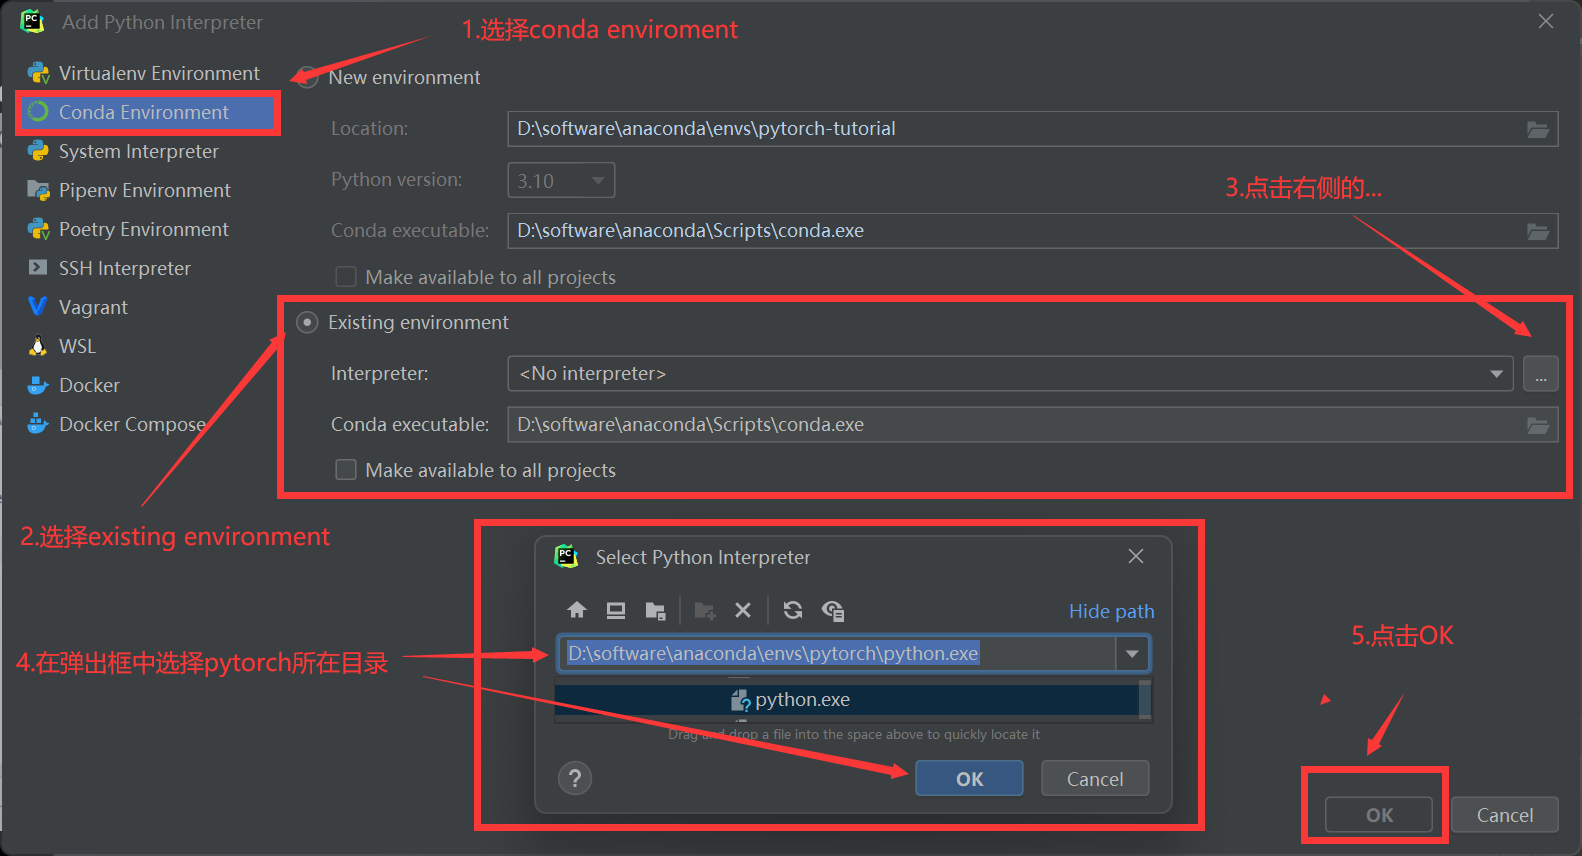 Add Python Interpreter
1.选择conda enviroment
Virtualenv Environment
Conda Environment
System Interpreter
Pipenv Environment
Poetry Environment
SSH Interpreter
Vagrant
WSL
Docker
Docker Compose
New environment
Location: D:\software\anaconda\envs\pytorch-tutorial
Python version: 3.10
3.点击右侧的...
Conda executable: D:\software\anaconda\Scripts\conda.exe
Make available to all projects
Existing environment
Interpreter: <No interpreter> ...
Conda executable: D:\software\anaconda\Scripts\conda.exe
Make available to all projects
2.选择existing environment
PC Select Python Interpreter
Hide path
4.在弹出框中选择pytorch所在目录
D:\software\anaconda\envs\pytorch\python.exe
python.exe
Drag and drop a file into the space above to quickly locate it
? OK Cancel
5.点击OK
OK Cancel